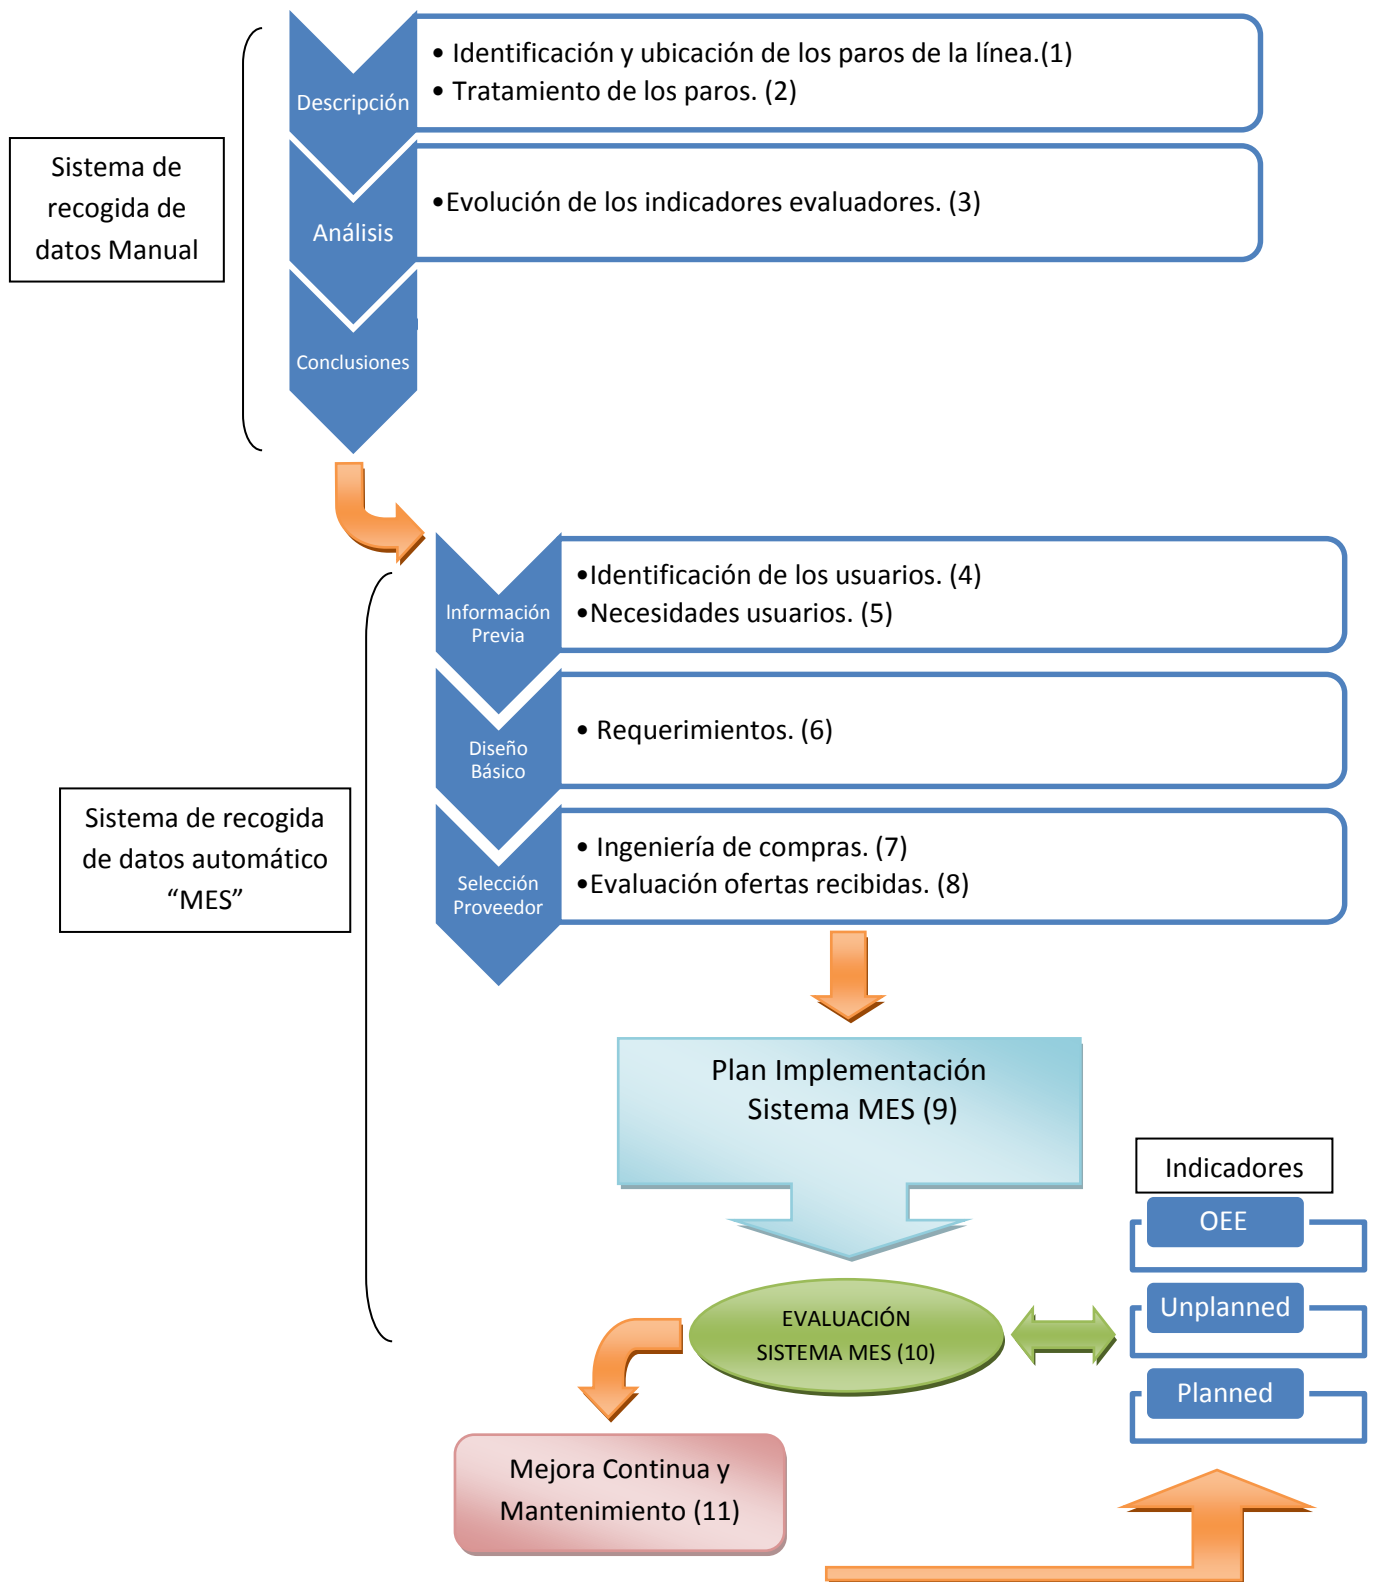 • Identificación y ubicación de los paros de la línea.(1)
• Tratamiento de los paros. (2)
Descripción
Sistema de
recogida de
datos Manual
•Evolución de los indicadores evaluadores. (3)
Análisis
Conclusiones
•Identificación de los usuarios. (4)
•Necesidades usuarios. (5)
Información
Previa
• Requerimientos. (6)
Diseño
Básico
Sistema de recogida
de datos automático
“MES”
• Ingeniería de compras. (7)
•Evaluación ofertas recibidas. (8)
Selección
Proveedor
Plan Implementación
Sistema MES (9)
Indicadores
OEE
Unplanned
Planned
EVALUACIÓN
SISTEMA MES (10)
Mejora Continua y
Mantenimiento (11)